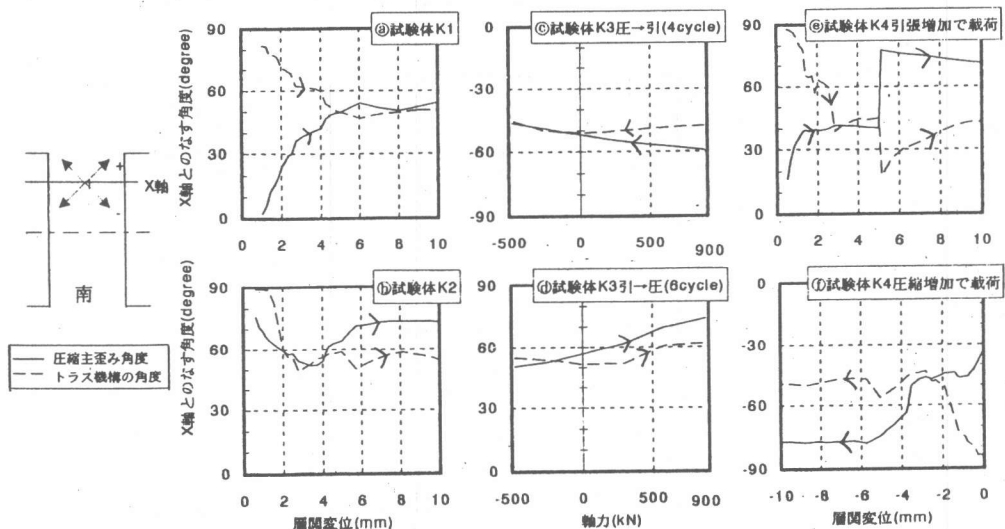 X軸とのなす角度(degree)
ⓐ試験体K1
90
60
30
0
0 2 4 6 8 10
ⓒ試験体K3圧→引(4cycle)
0
-30
-60
-90
-500 0 500 900
ⓔ試験体K4引張増加で載荷
90
60
30
0
0 2 4 6 8 10
+
X軸
南
圧縮主歪み角度
トラス機構の角度
X軸とのなす角度(degree)
ⓑ試験体K2
90
60
30
0
0 2 4 6 8 10
層間変位(mm)
ⓓ試験体K3引→圧(6cycle)
90
60
30
0
-500 0 500 900
軸力(kN)
ⓕ試験体K4圧縮増加で載荷
0
-30
-60
-90
-10 -8 -6 -4 -2 0
層間変位(mm)